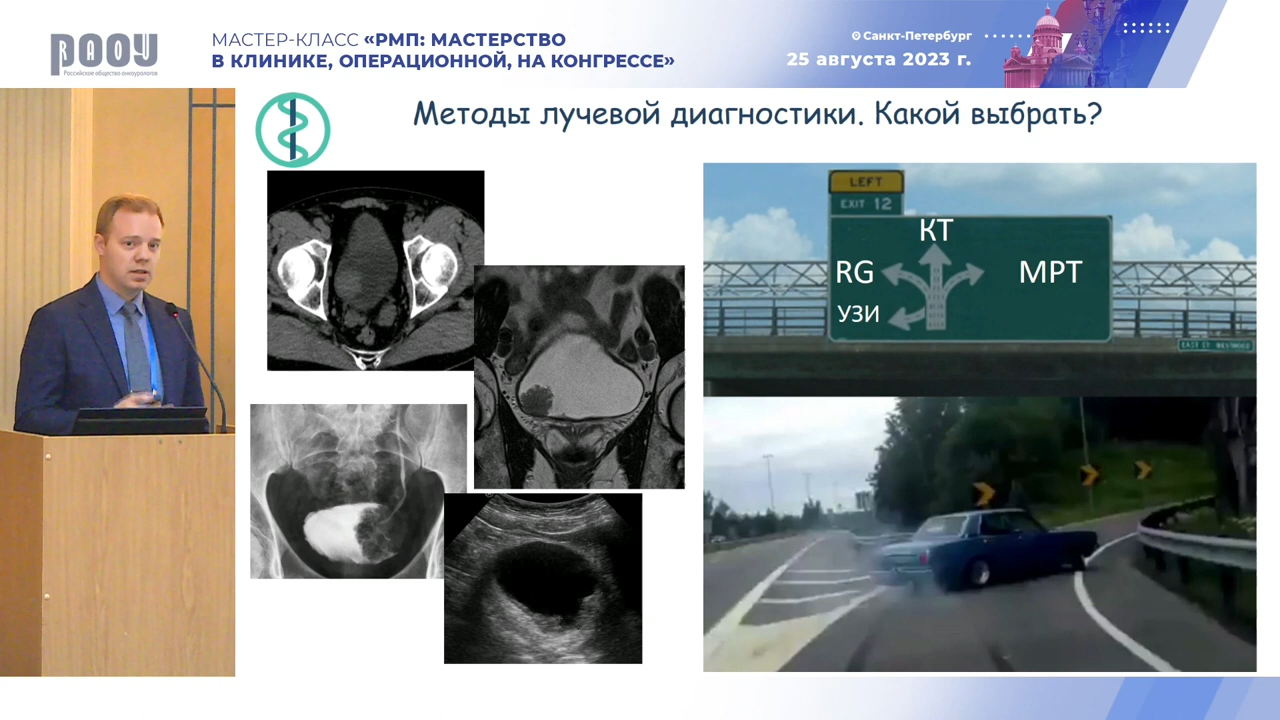 РАОУ
Российское общество онкоурологов
МАСТЕР-КЛАСС «РМП: МАСТЕРСТВО
В КЛИНИКЕ, ОПЕРАЦИОННОЙ, НА КОНГРЕССЕ»
Санкт-Петербург
25 августа 2023 г.
Методы лучевой диагностики. Какой выбрать?
LEFT
EXIT 12
КТ
RG
МРТ
УЗИ